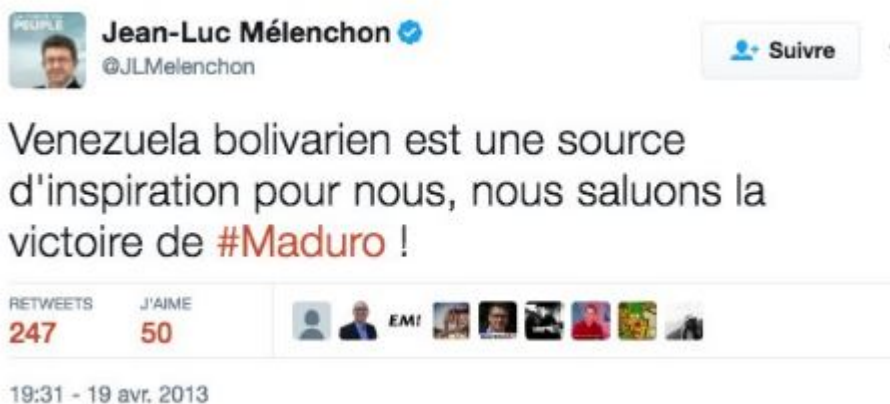 PEUPLE
Jean-Luc Mélenchon
@JLMelenchon
Suivre
Venezuela bolivarien est une source
d'inspiration pour nous, nous saluons la
victoire de #Maduro !
RETWEETS J'AIME
247 50
EM!
19:31 - 19 avr. 2013